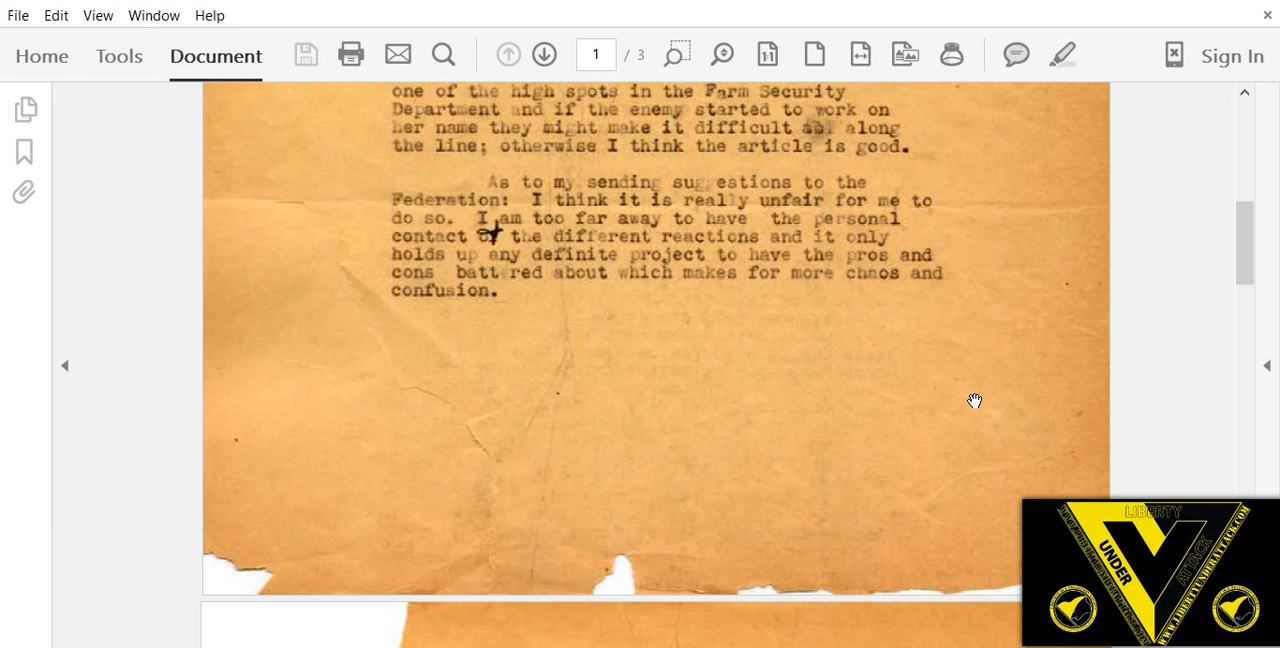 File Edit View Window Help
Home Tools Document 1 / 3 Sign In
one of the high spots in the Farm Security
Department and if the enemy started to work on
her name they might make it difficult all along
the line; otherwise I think the article is good.
As to my sending suggestions to the
Federation: I think it is really unfair for me to
do so. I am too far away to have the personal
contact of the different reactions and it only
holds up any definite project to have the pros and
cons battered about which makes for more chaos and
confusion.
LIBERTY
UNDER
ATTACK
WWW.LIBERTYUNDERATTACK.COM